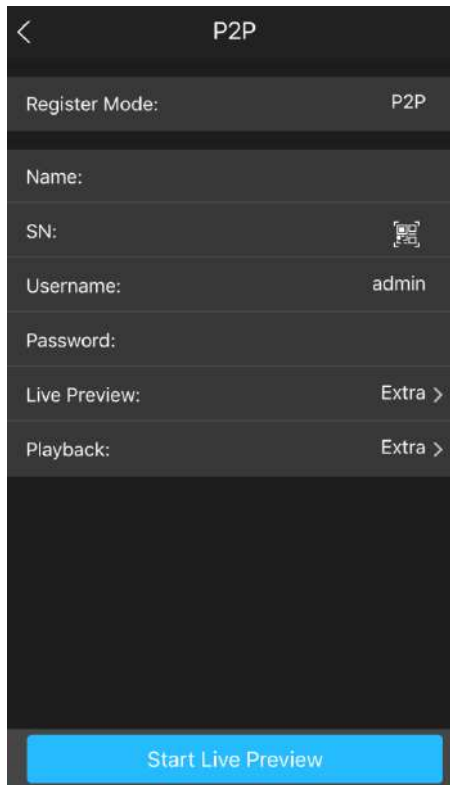 P2P
Register Mode: P2P
Name:
SN:
Username: admin
Password:
Live Preview: Extra >
Playback: Extra >
Start Live Preview